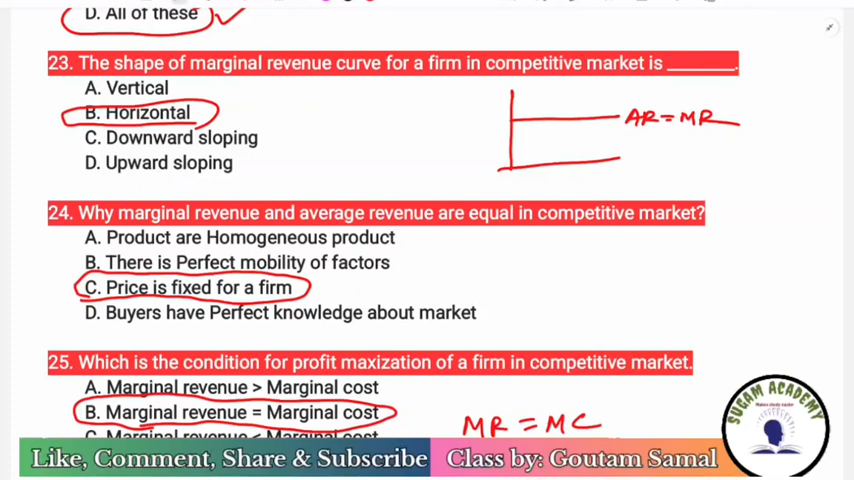 D. All of these
23. The shape of marginal revenue curve for a firm in competitive market is ________.
A. Vertical
B. Horizontal
C. Downward sloping
D. Upward sloping
AR = MR
24. Why marginal revenue and average revenue are equal in competitive market?
A. Product are Homogeneous product
B. There is Perfect mobility of factors
C. Price is fixed for a firm
D. Buyers have Perfect knowledge about market
25. Which is the condition for profit maxization of a firm in competitive market.
A. Marginal revenue > Marginal cost
B. Marginal revenue = Marginal cost
C. Marginal revenue < Marginal cost
MR = MC
SUGAM ACADEMY
Like, Comment, Share & Subscribe
Class by: Goutam Samal